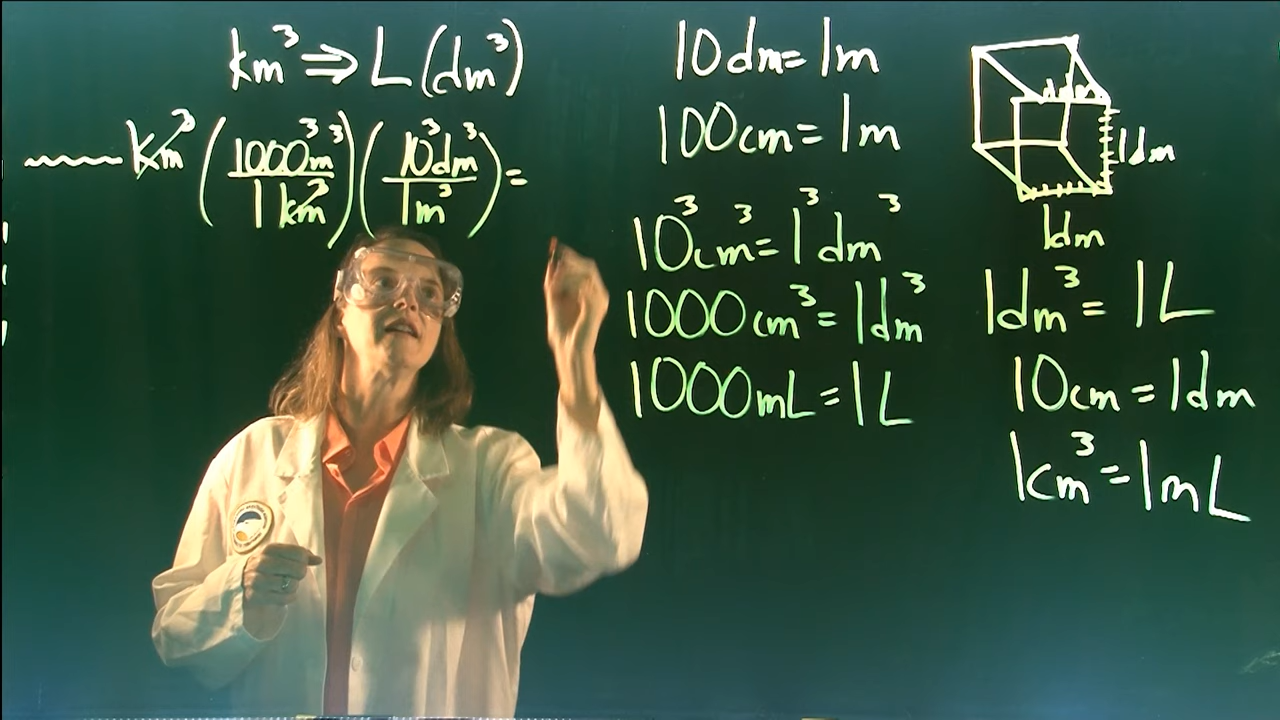 km³ ⇒ L (dm³)
km³ (1000³m³ / 1 km³) (10³dm³ / 1m³) =
10dm = 1m
100cm = 1m
10³cm³ = 1³dm³
1000cm³ = 1dm³
1000mL = 1L
1dm
1dm
1dm
1dm³ = 1L
10cm = 1dm
1cm³ = 1mL